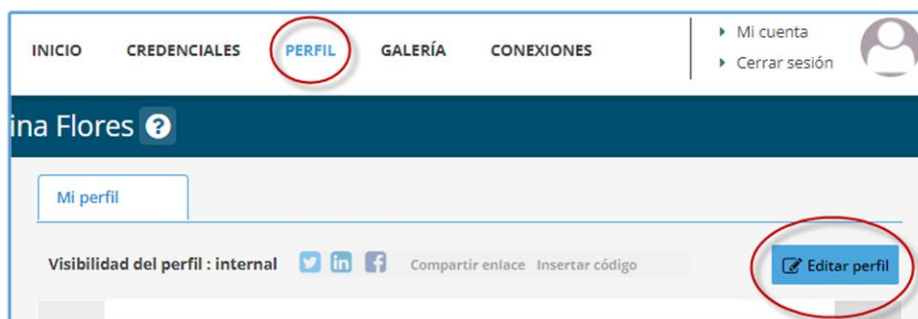 INICIO CREDENCIALES PERFIL GALERÍA CONEXIONES
Mi cuenta
Cerrar sesión
ina Flores ?
Mi perfil
Visibilidad del perfil : internal Compartir enlace Insertar código Editar perfil